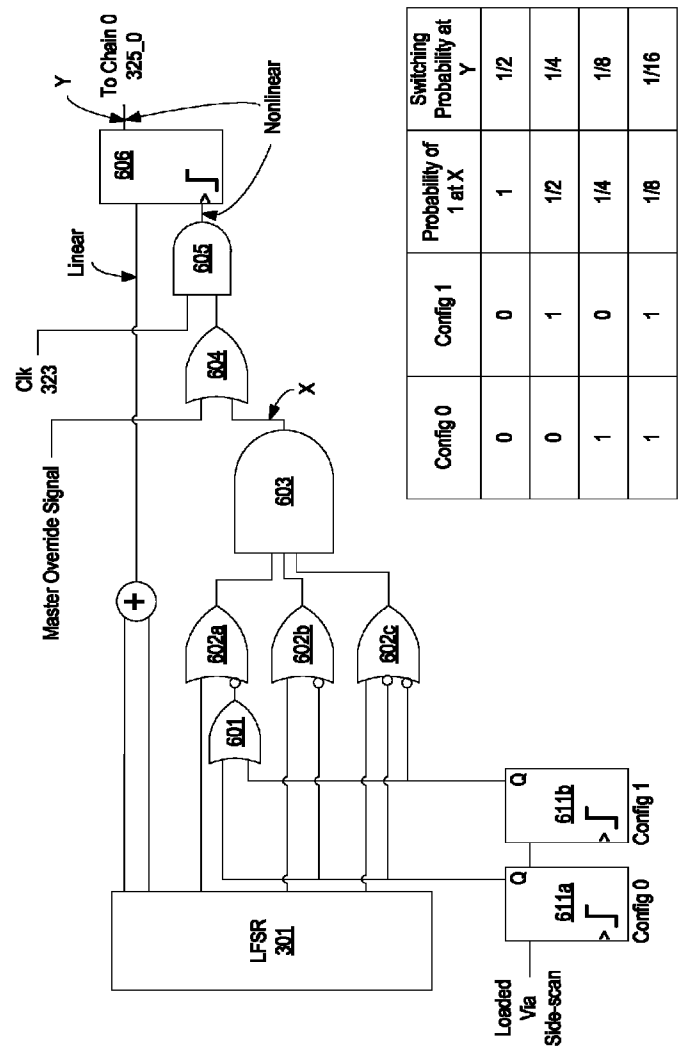 Y
To Chain 0
325_0
606
Nonlinear
Linear
605
Clk
323
604
X
Master Override Signal
603
+
602a
602b
602c
601
Q
611b
Config 1
Q
611a
Config 0
LFSR
301
Loaded
Via
Side-scan
Config 0 Config 1 Probability of 1 at X Switching Probability at Y
0 0 1 1/2
0 1 1/2 1/4
1 0 1/4 1/8
1 1 1/8 1/16